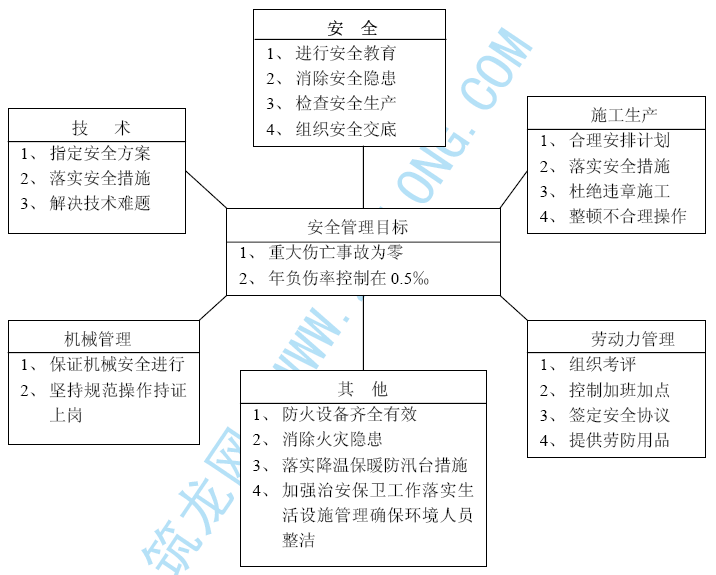 安 全
1、 进行安全教育
2、 消除安全隐患
3、 检查安全生产
4、 组织安全交底
技 术
1、 指定安全方案
2、 落实安全措施
3、 解决技术难题
施工生产
1、 合理安排计划
2、 落实安全措施
3、 杜绝违章施工
4、 整顿不合理操作
安全管理目标
1、 重大伤亡事故为零
2、 年负伤率控制在 0.5‰
机械管理
1、 保证机械安全进行
2、 坚持规范操作持证
上岗
其 他
1、 防火设备齐全有效
2、 消除火灾隐患
3、 落实降温保暖防汛台措施
4、 加强治安保卫工作落实生
活设施管理确保环境人员
整洁
劳动力管理
1、 组织考评
2、 控制加班加点
3、 签定安全协议
4、 提供劳防用品
筑龙网